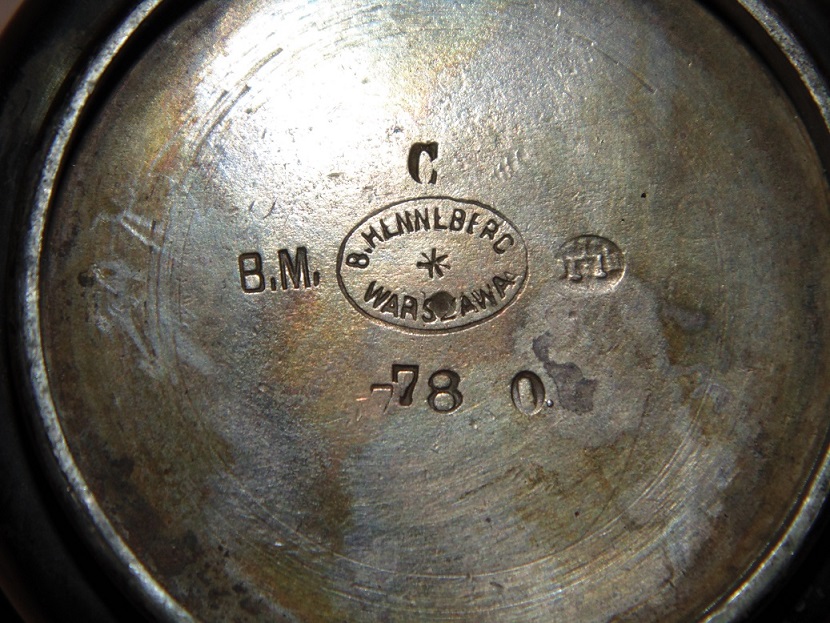 C
B.HENNEBERG
*
WARSZAWA.
B.M.
78 0.